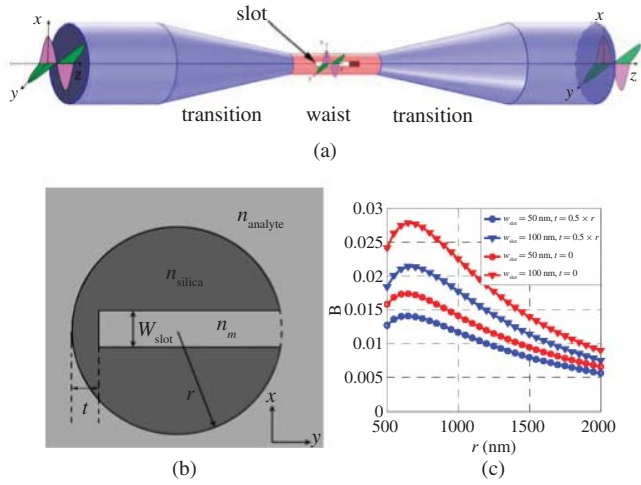 slot
x
y
z
x
y
z
transition
waist
transition
(a)
n_analyte
n_silica
W_slot
n_m
t
r
x
y
(b)
0.03
0.025
0.02
0.015
0.01
0.005
0
B
w_slot = 50 nm, t = 0.5 × r
w_slot = 100 nm, t = 0.5 × r
w_slot = 50 nm, t = 0
w_slot = 100 nm, t = 0
500
1000
1500
2000
r (nm)
(c)